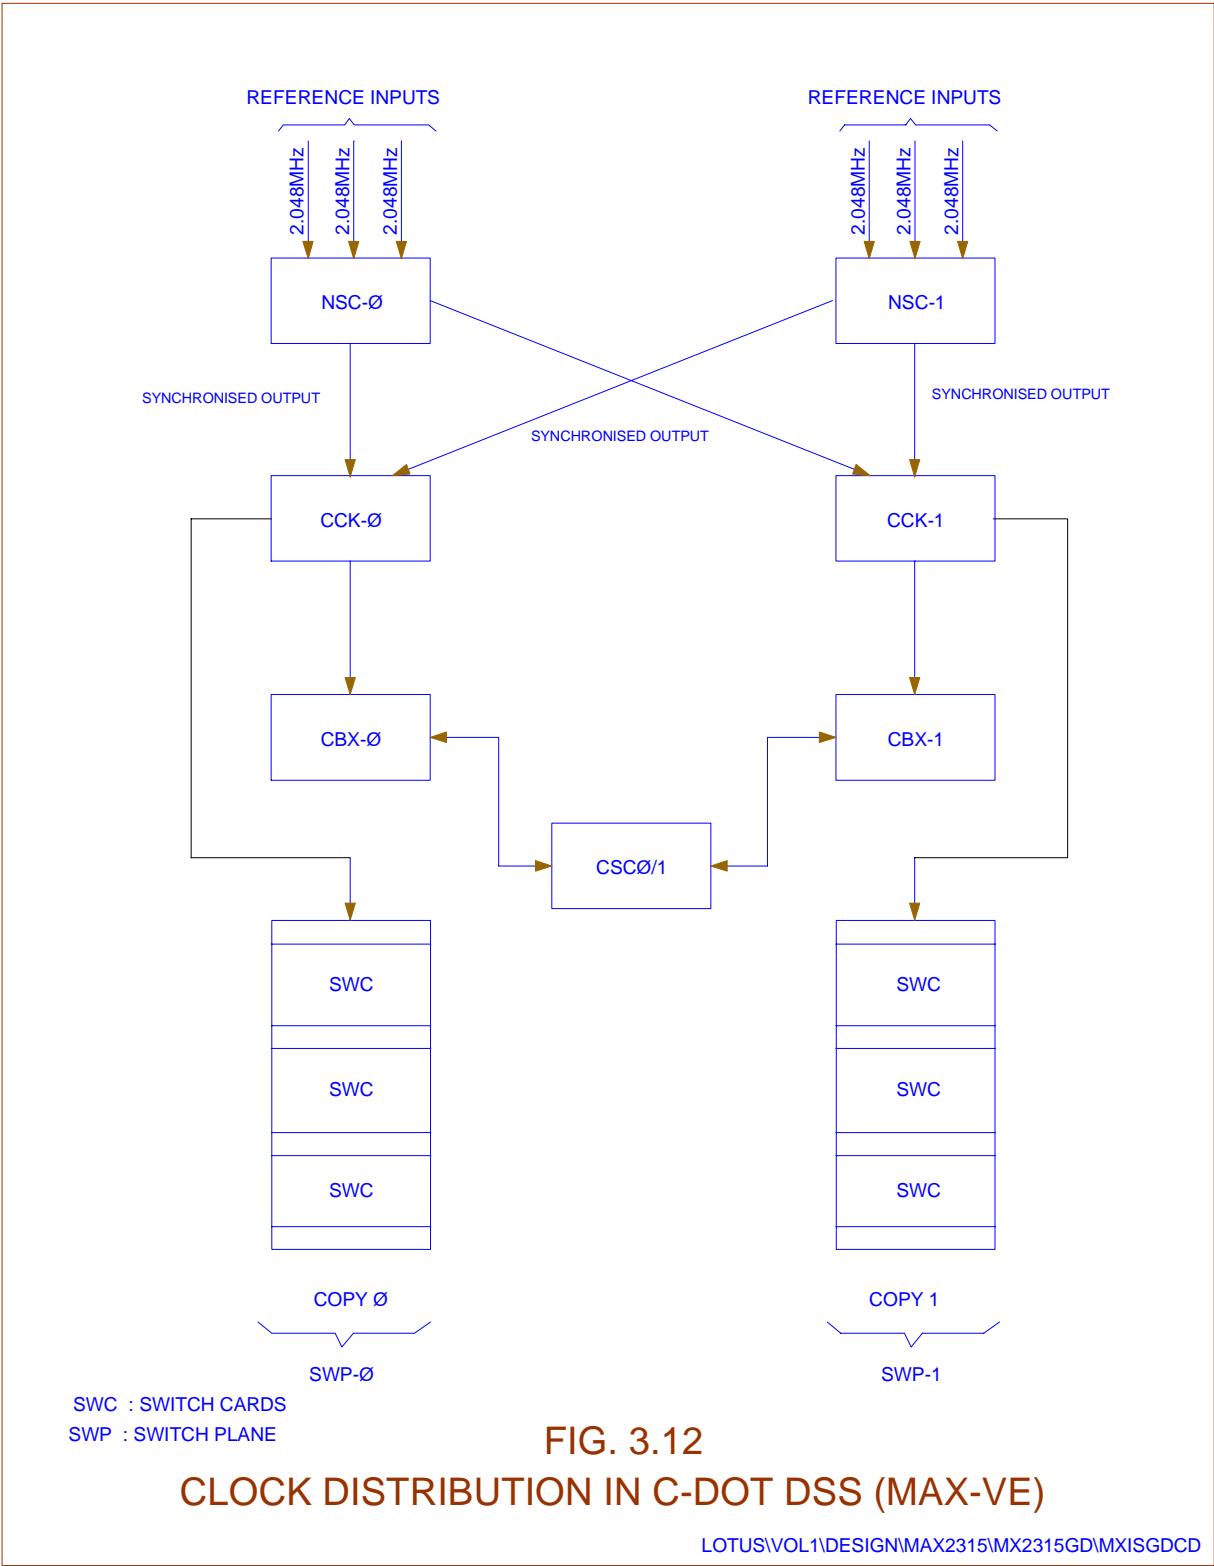 REFERENCE INPUTS
REFERENCE INPUTS
2.048MHz
2.048MHz
2.048MHz
2.048MHz
2.048MHz
2.048MHz
NSC-Ø
NSC-1
SYNCHRONISED OUTPUT
SYNCHRONISED OUTPUT
SYNCHRONISED OUTPUT
CCK-Ø
CCK-1
CBX-Ø
CBX-1
CSCØ/1
SWC
SWC
SWC
SWC
SWC
SWC
COPY Ø
COPY 1
SWP-Ø
SWP-1
SWC : SWITCH CARDS
SWP : SWITCH PLANE
FIG. 3.12
CLOCK DISTRIBUTION IN C-DOT DSS (MAX-VE)
LOTUS\VOL1\DESIGN\MAX2315\MX2315GD\MXISGDCD